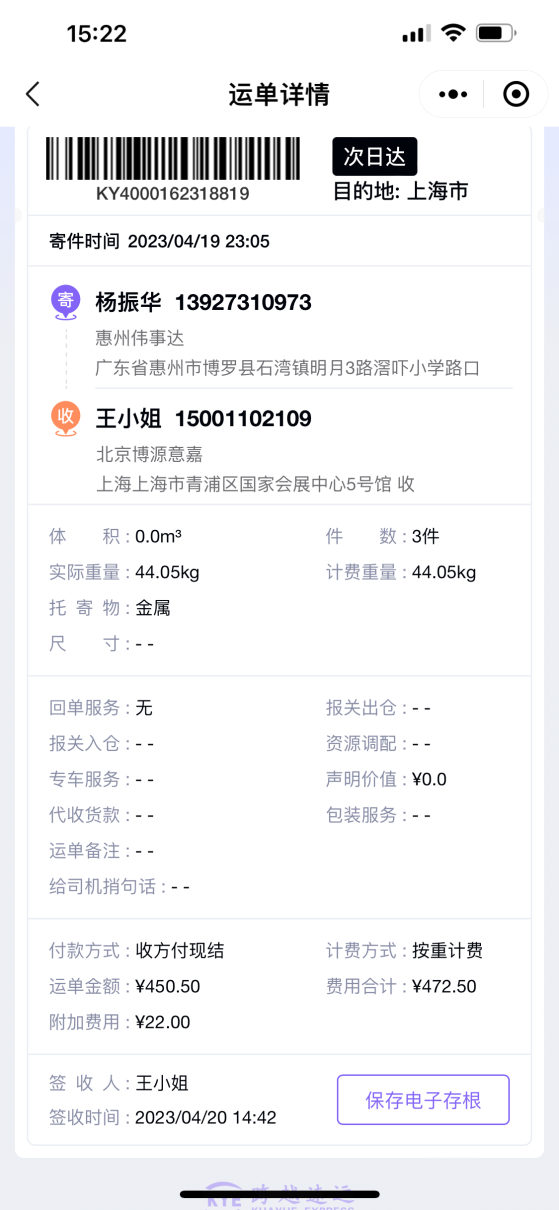 15:22
运单详情
次日达
KY4000162318819
目的地: 上海市
寄件时间 2023/04/19 23:05
寄 杨振华 13927310973
惠州伟事达
广东省惠州市博罗县石湾镇明月3路滘吓小学路口
收 王小姐 15001102109
北京博源意嘉
上海上海市青浦区国家会展中心5号馆 收
体 积 : 0.0m³ 件 数 : 3件
实际重量 : 44.05kg 计费重量 : 44.05kg
托 寄 物 : 金属
尺 寸 : - -
回单服务 : 无 报关出仓 : - -
报关入仓 : - - 资源调配 : - -
专车服务 : - - 声明价值 : ¥0.0
代收货款 : - - 包装服务 : - -
运单备注 : - -
给司机捎句话 : - -
付款方式 : 收方付现结 计费方式 : 按重计费
运单金额 : ¥450.50 费用合计 : ¥472.50
附加费用 : ¥22.00
签 收 人 : 王小姐
签收时间 : 2023/04/20 14:42
保存电子存根
KYE 跨越速运
KUAYUE EXPRESS